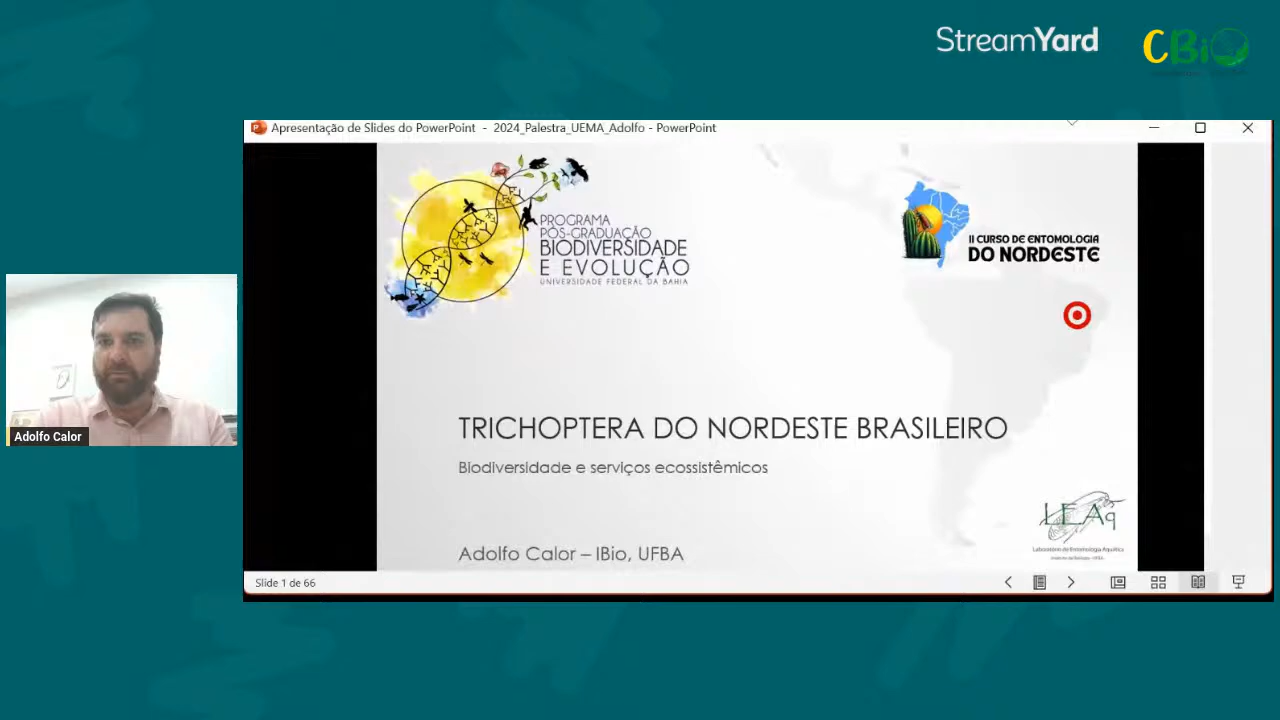 StreamYard
CBiO
Apresentação de Slides do PowerPoint - 2024_Palestra_UEMA_Adolfo - PowerPoint
PROGRAMA
PÓS-GRADUAÇÃO
BIODIVERSIDADE
E EVOLUÇÃO
UNIVERSIDADE FEDERAL DA BAHIA
II CURSO DE ENTOMOLOGIA
DO NORDESTE
TRICHOPTERA DO NORDESTE BRASILEIRO
Biodiversidade e serviços ecossistêmicos
Adolfo Calor
LEAq
Laboratório de Entomologia Aquática
Adolfo Calor – IBio, UFBA
Slide 1 de 66